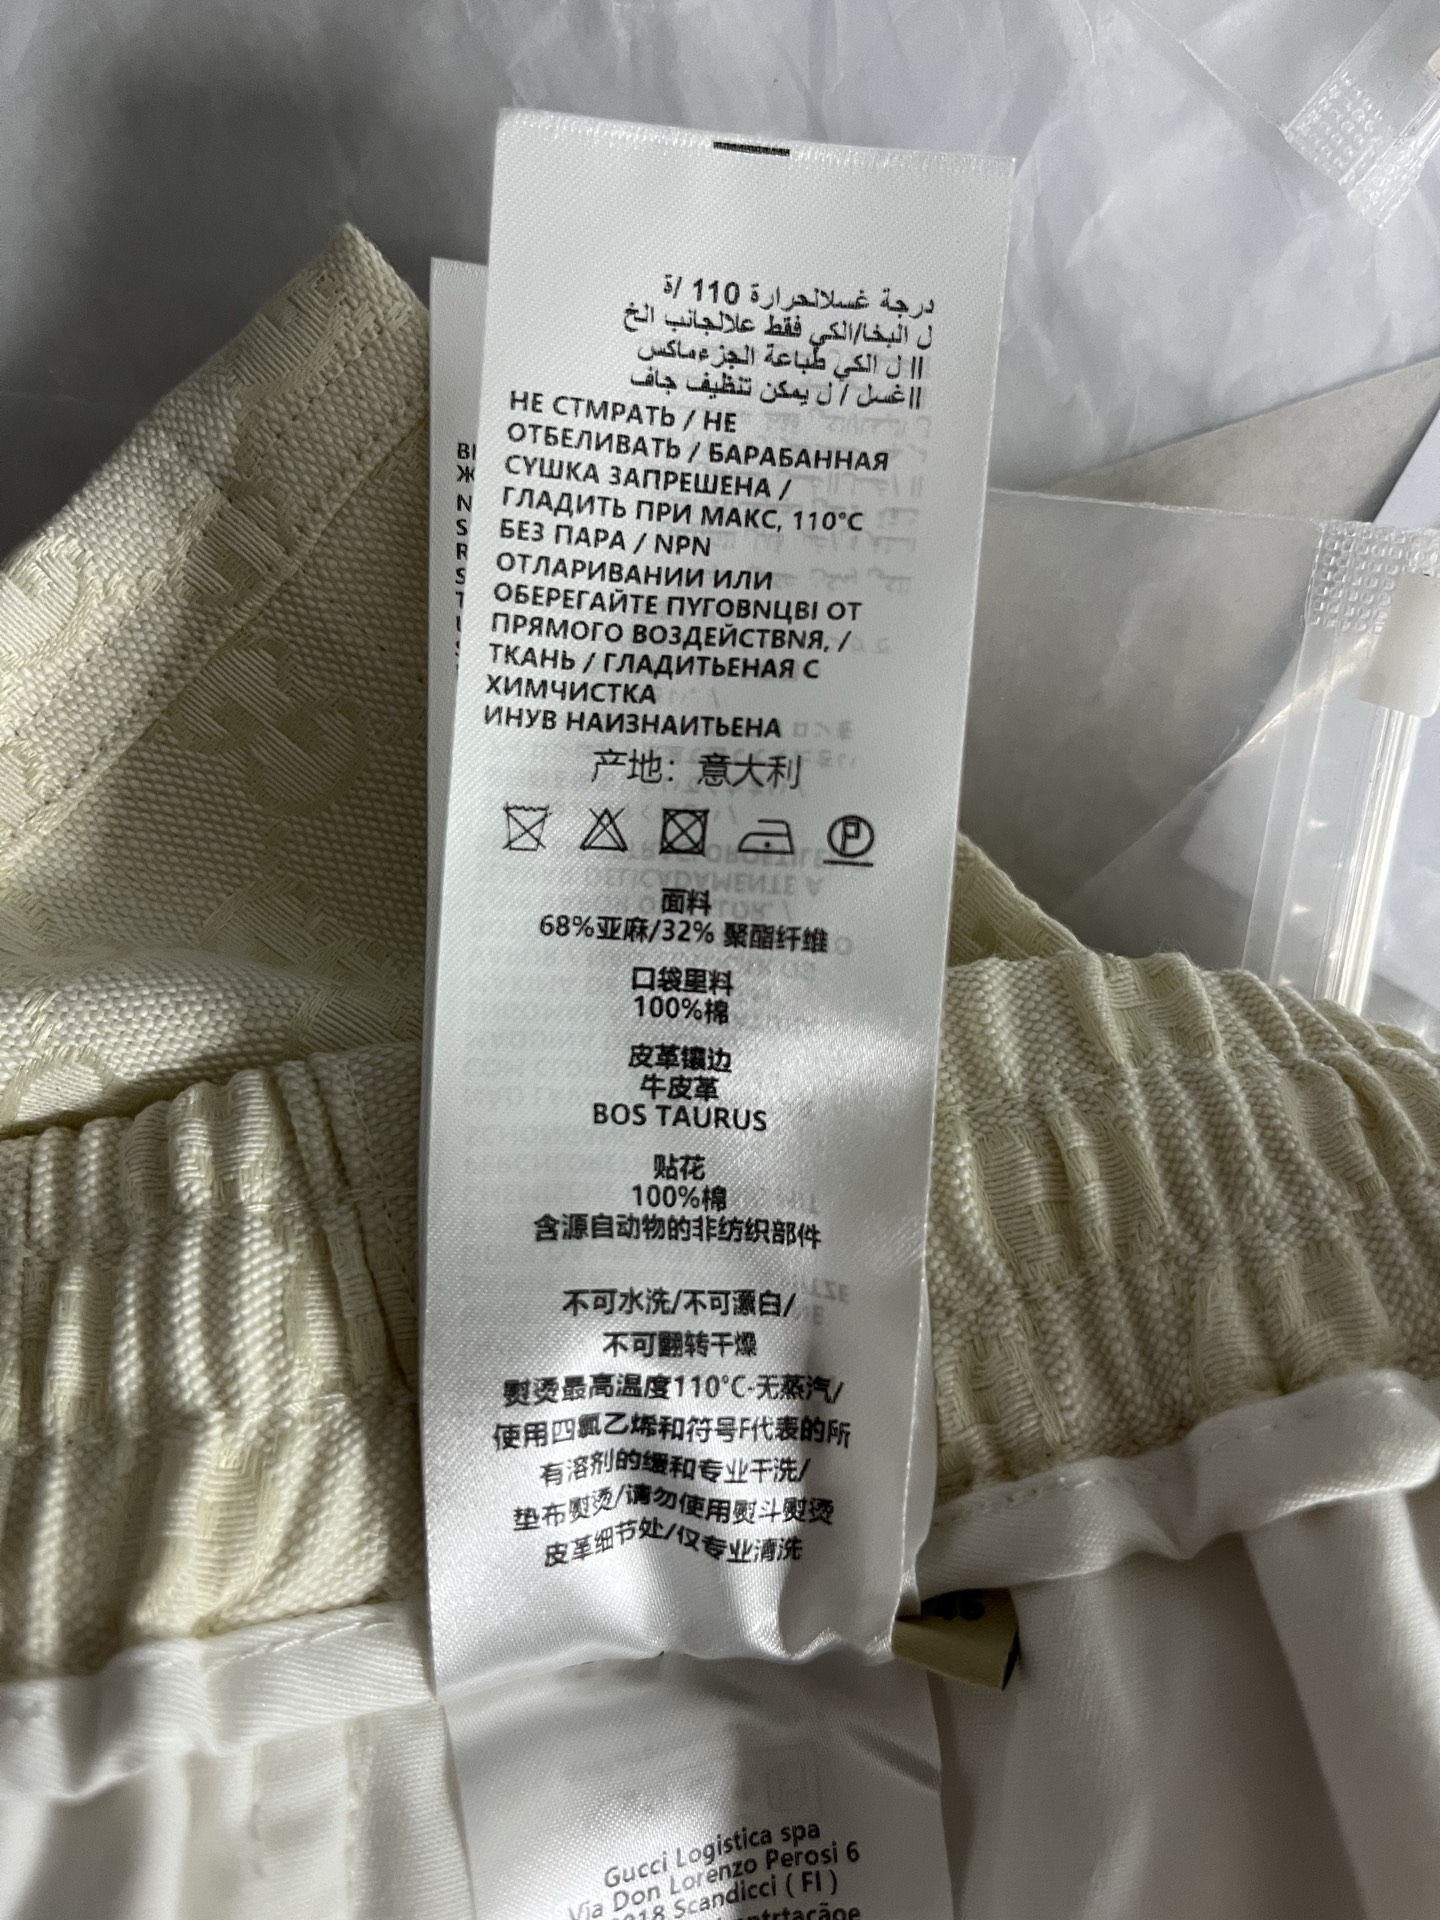 درجة غسلالحرارة 110 /ة
ل البخا/الكي فقط علالجانب الخ
اا ل الكي طباعة الجزءماكس
ااغسل / ل يمكن تنظيف جاف
НЕ СТМРАТЬ / НЕ
ОТБЕЛИВАТЬ / БАРАБАННАЯ
СУШКА ЗАПРЕШЕНА /
ГЛАДИТЬ ПРИ МАКС, 110°C
БЕЗ ПАРА / NPN
ОТЛАРИВАНИИ ИЛИ
ОБЕРЕГАЙТЕ ПУГОВNЦВІ ОТ
ПРЯМОГО ВОЗДЕЙСТВNЯ, /
ТКАНЬ / ГЛАДИТЬЕНАЯ С
ХИМЧИСТКА
ИНУВ НАИЗНАИТЬЕНА
产地：意大利
P
面料
68%亚麻/32% 聚酯纤维
口袋里料
100%棉
皮革镶边
牛皮革
BOS TAURUS
贴花
100%棉
含源自动物的非纺织部件
不可水洗/不可漂白/
不可翻转干燥
熨烫最高温度110°C-无蒸汽/
使用四氯乙烯和符号F代表的所
有溶剂的缓和专业干洗/
垫布熨烫/请勿使用熨斗熨烫
皮革细节处/仅专业清洗
Gucci Logistica spa
Via Don Lorenzo Perosi 6
Scandicci ( FI )